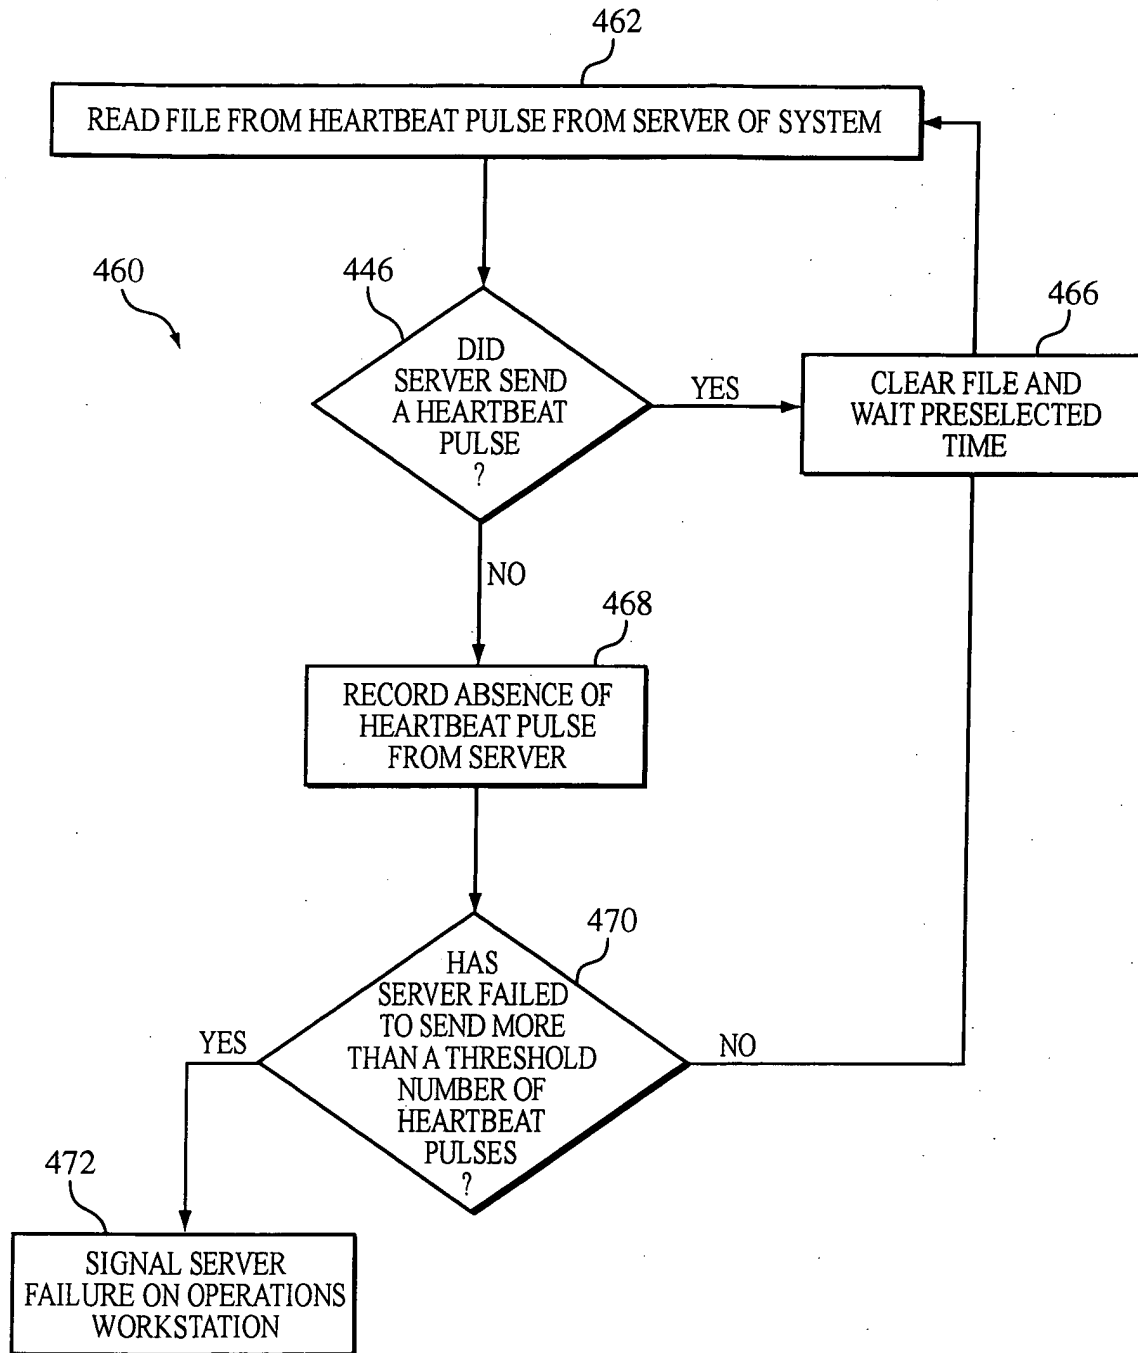 462
READ FILE FROM HEARTBEAT PULSE FROM SERVER OF SYSTEM
460
446
DID
SERVER SEND
A HEARTBEAT
PULSE
?
YES
466
CLEAR FILE AND
WAIT PRESELECTED
TIME
NO
468
RECORD ABSENCE OF
HEARTBEAT PULSE
FROM SERVER
470
HAS
SERVER FAILED
TO SEND MORE
THAN A THRESHOLD
NUMBER OF
HEARTBEAT
PULSES
?
YES
NO
472
SIGNAL SERVER
FAILURE ON OPERATIONS
WORKSTATION